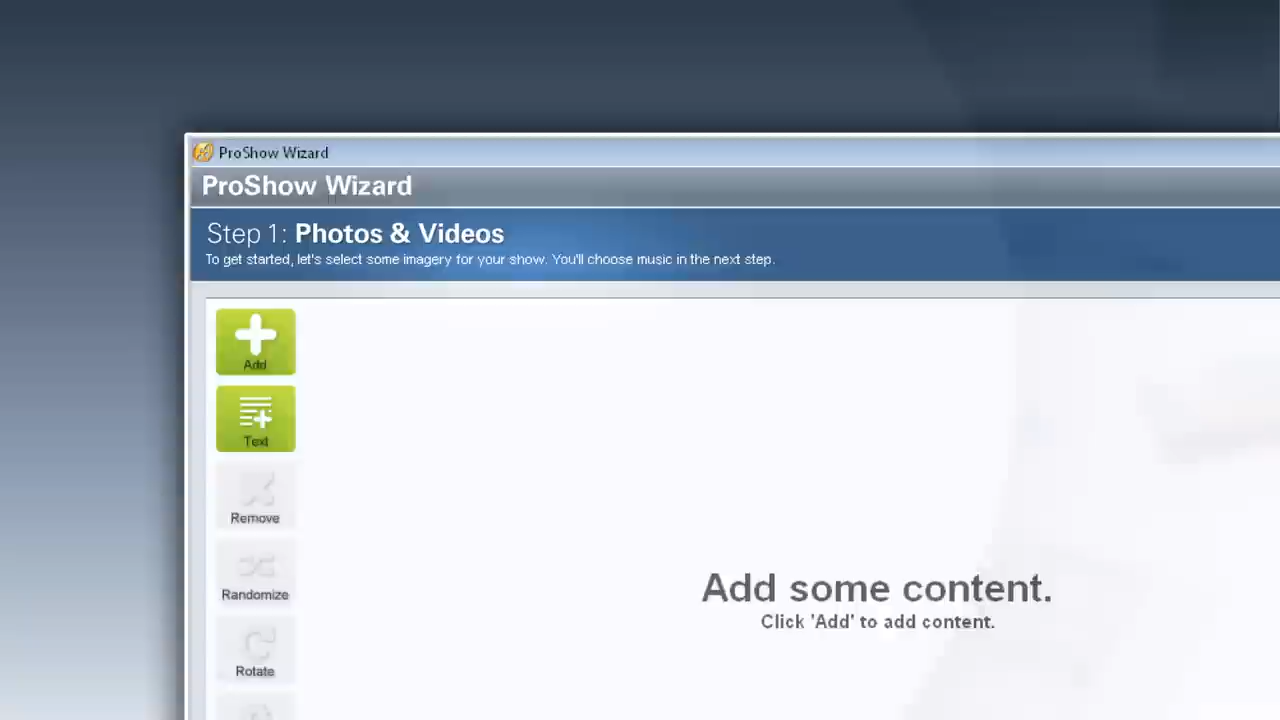 ProShow Wizard
ProShow Wizard
Step 1: Photos & Videos
To get started, let's select some imagery for your show. You'll choose music in the next step.
Add
Text
Remove
Randomize
Rotate
Add some content.
Click 'Add' to add content.